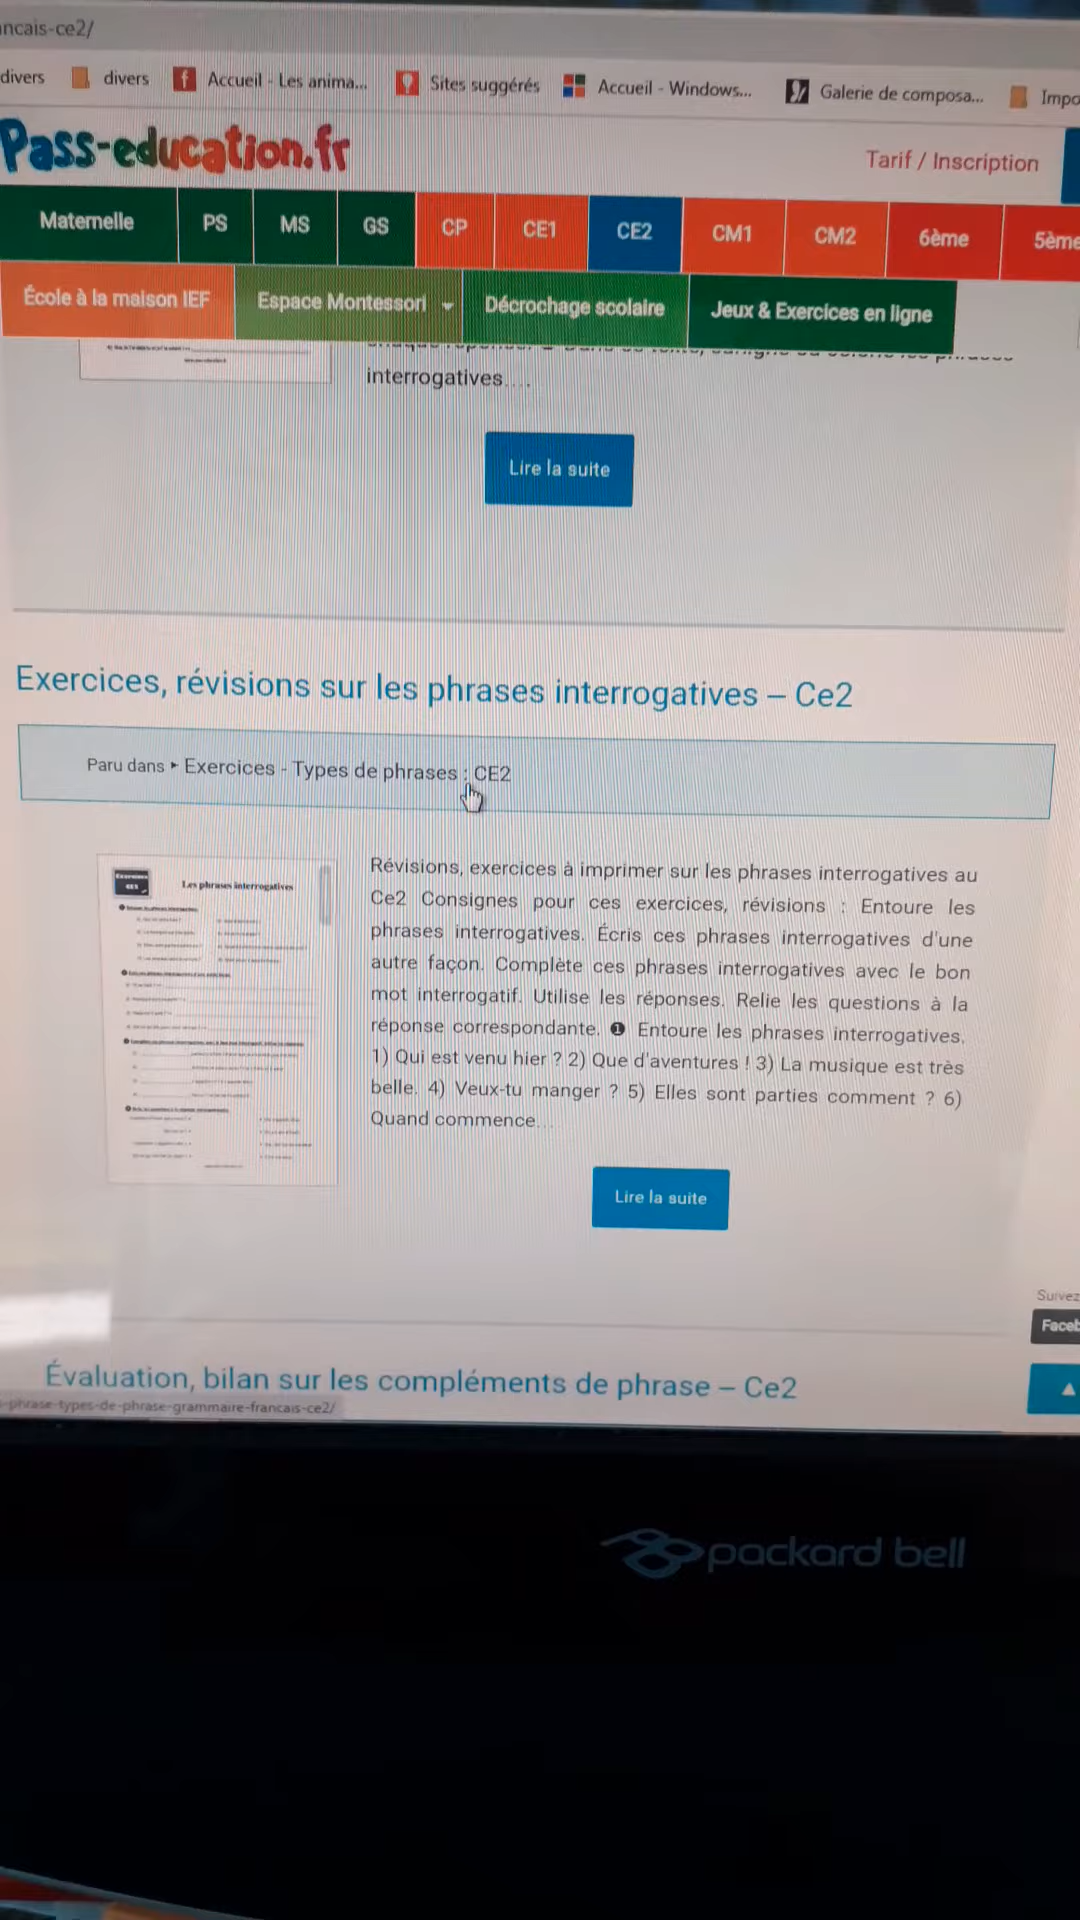 ncais-ce2/
divers
divers
Accueil - Les anima...
Sites suggérés
Accueil - Windows...
Galerie de composa...
Impo
Pass-education.fr
Tarif / Inscription
Maternelle
PS
MS
GS
CP
CE1
CE2
CM1
CM2
6ème
5ème
École à la maison IEF
Espace Montessori
Décrochage scolaire
Jeux & Exercices en ligne
interrogatives....
Lire la suite
Exercices, révisions sur les phrases interrogatives – Ce2
Paru dans ► Exercices - Types de phrases : CE2
Les phrases interrogatives
Révisions, exercices à imprimer sur les phrases interrogatives au
Ce2 Consignes pour ces exercices, révisions : Entoure les
phrases interrogatives. Écris ces phrases interrogatives d'une
autre façon. Complète ces phrases interrogatives avec le bon
mot interrogatif. Utilise les réponses. Relie les questions à la
réponse correspondante. ❶ Entoure les phrases interrogatives.
1) Qui est venu hier ? 2) Que d'aventures ! 3) La musique est très
belle. 4) Veux-tu manger ? 5) Elles sont parties comment ? 6)
Quand commence...
Lire la suite
Suivez
Faceb
Évaluation, bilan sur les compléments de phrase – Ce2
-phrase-types-de-phrase-grammaire-francais-ce2/
packard bell